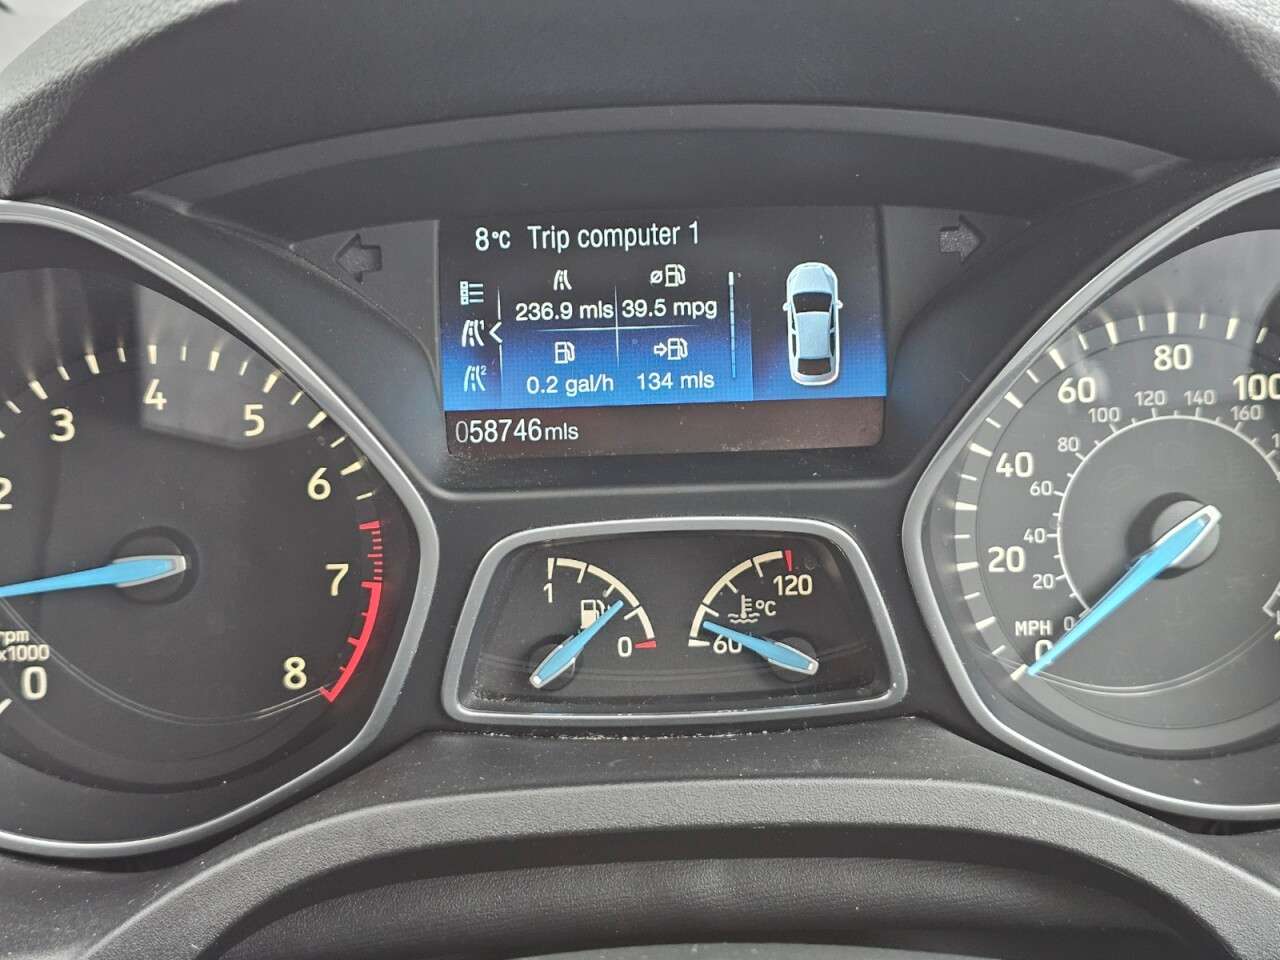 8°C Trip computer 1
236.9 mls 39.5 mpg
0.2 gal/h 134 mls
058746mls
2 3 4 5 6 7 8
rpm
x1000
0
1 0
°C
60 120
MPH
0 20 40 60 80 100
0 20 40 60 80 100 120 140 160